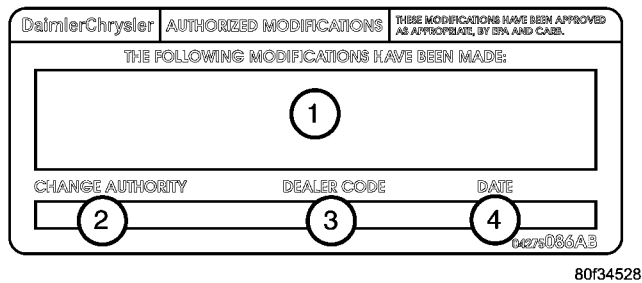 DaimlerChrysler AUTHORIZED MODIFICATIONS THESE MODIFICATIONS HAVE BEEN APPROVED
AS APPROPRIATE, BY EPA AND CARB.
THE FOLLOWING MODIFICATIONS HAVE BEEN MADE:
1
CHANGE AUTHORITY DEALER CODE DATE
2 3 4
04275086AB
80f34528